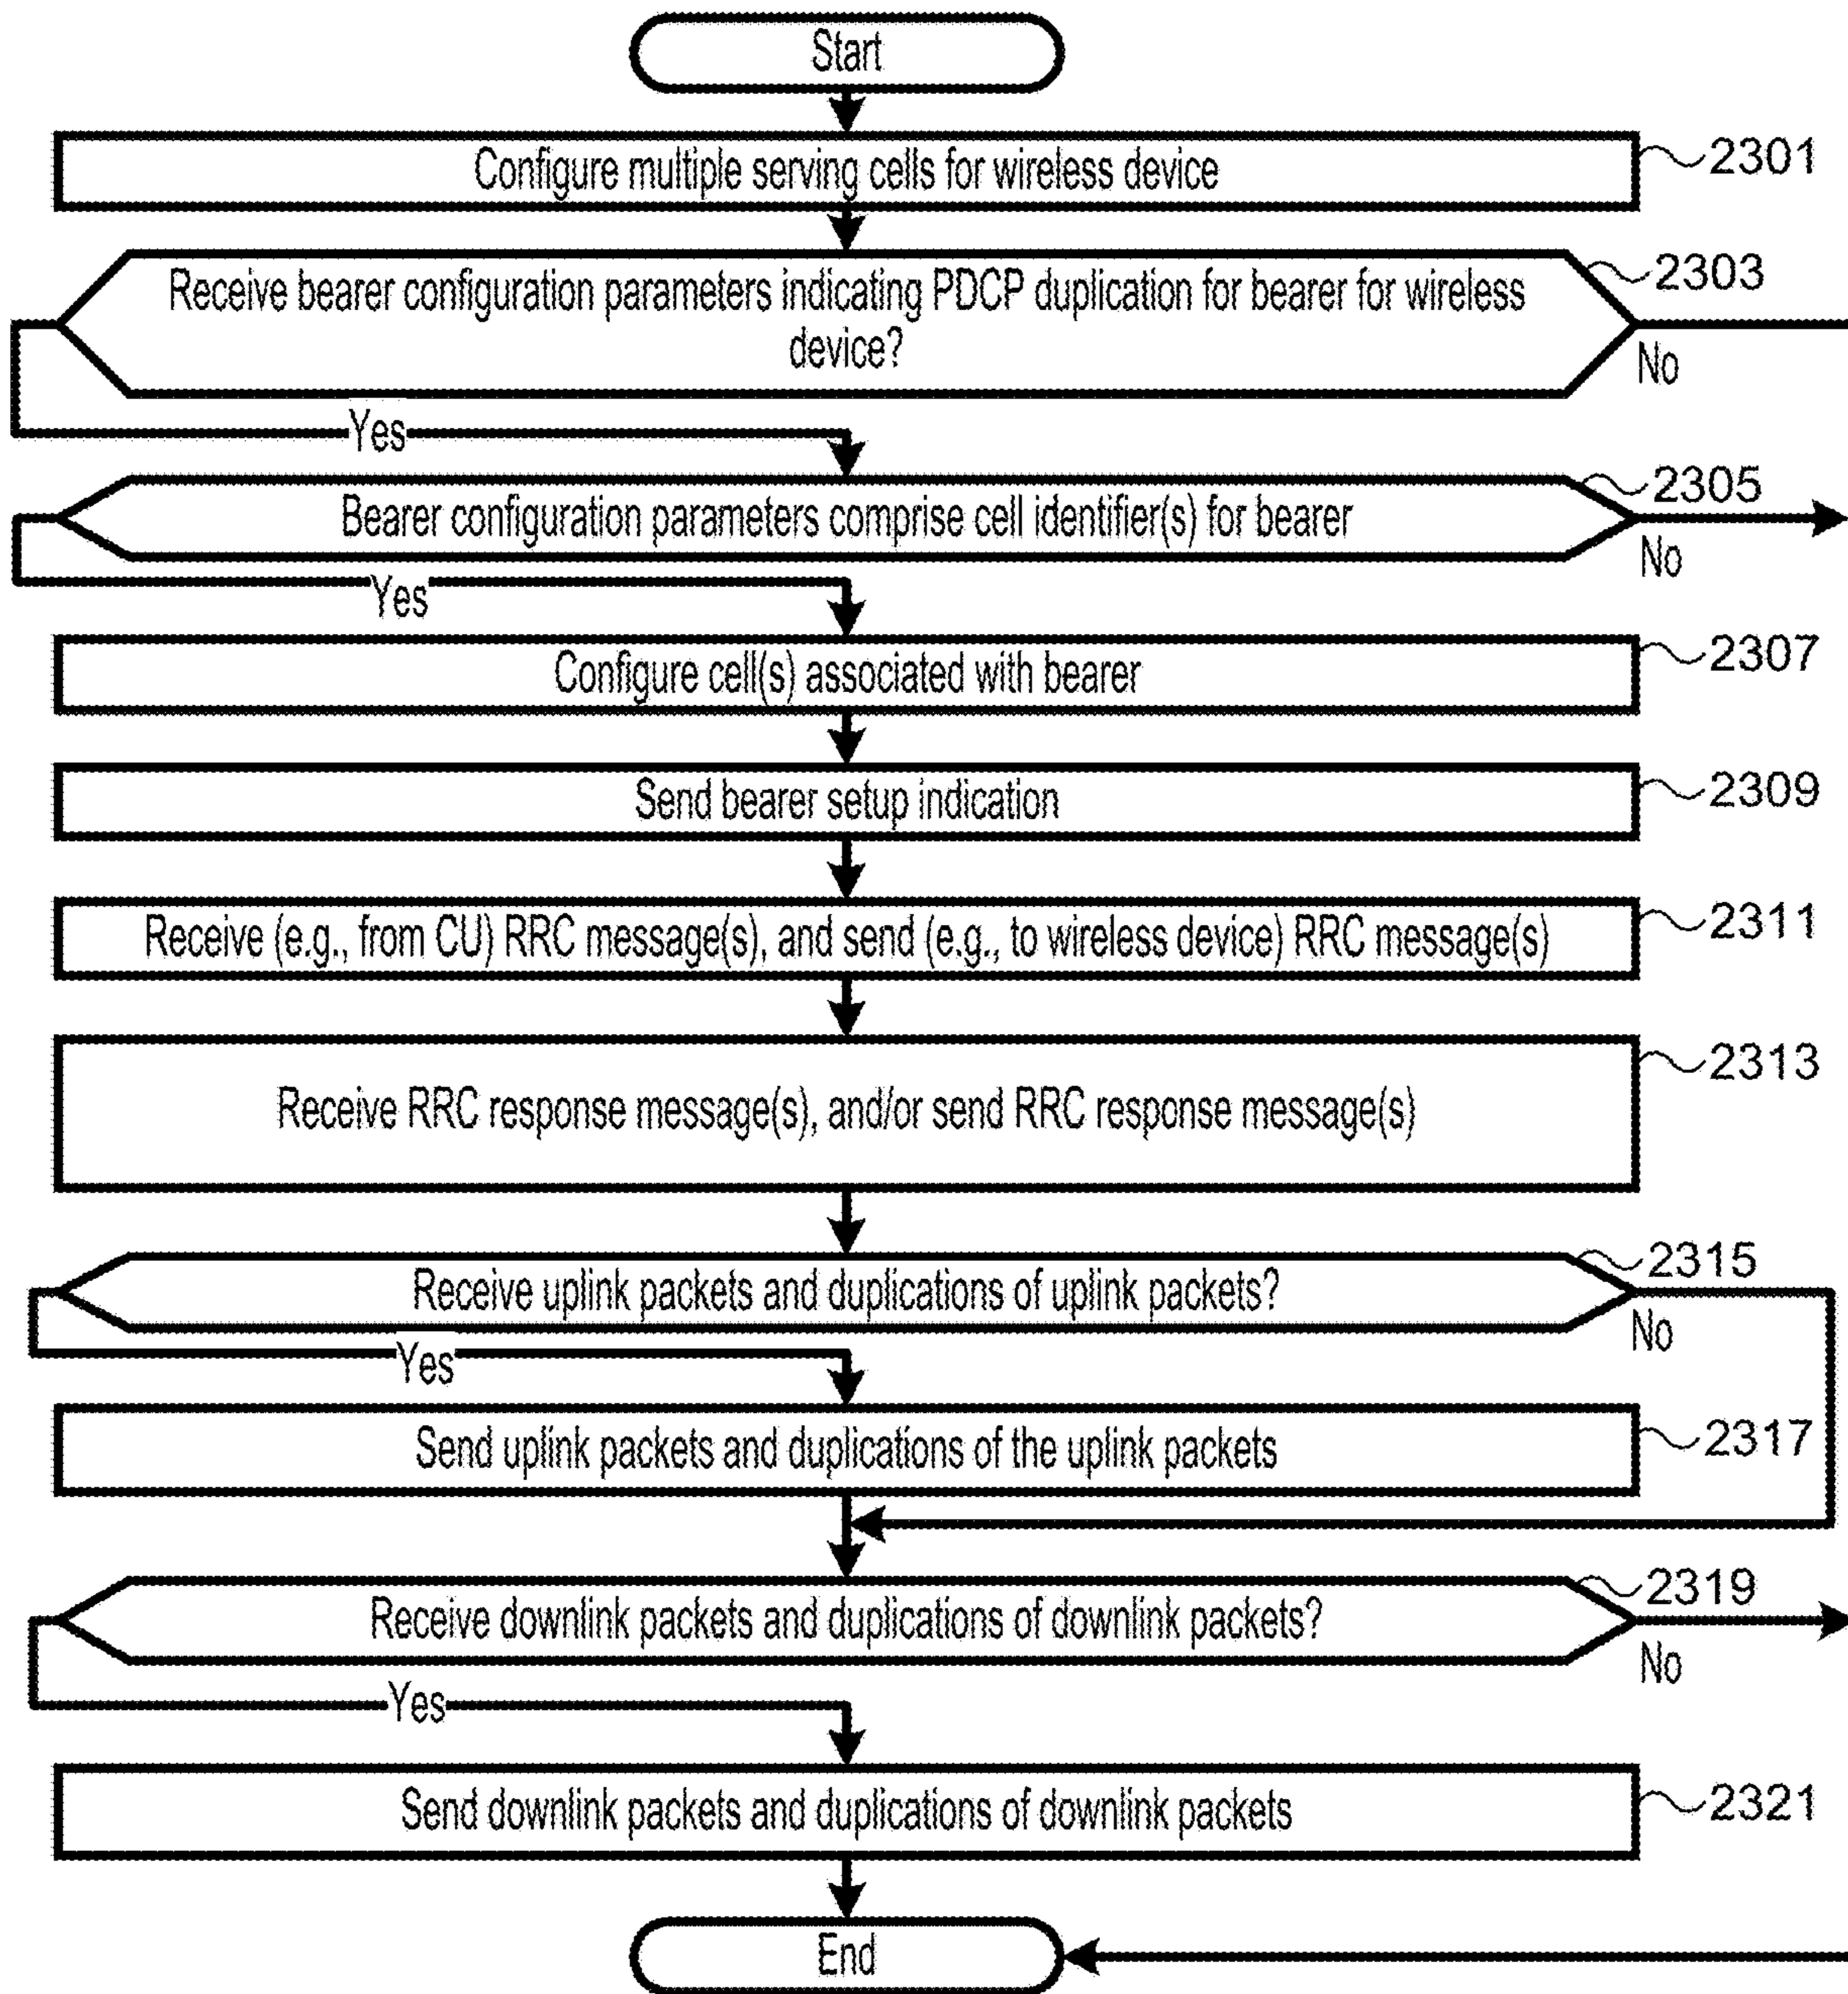 Start
Configure multiple serving cells for wireless device
2301
Receive bearer configuration parameters indicating PDCP duplication for bearer for wireless
device?
2303
No
Yes
Bearer configuration parameters comprise cell identifier(s) for bearer
2305
No
Yes
Configure cell(s) associated with bearer
2307
Send bearer setup indication
2309
Receive (e.g., from CU) RRC message(s), and send (e.g., to wireless device) RRC message(s)
2311
Receive RRC response message(s), and/or send RRC response message(s)
2313
Receive uplink packets and duplications of uplink packets?
2315
No
Yes
Send uplink packets and duplications of the uplink packets
2317
Receive downlink packets and duplications of downlink packets?
2319
No
Yes
Send downlink packets and duplications of downlink packets
2321
End